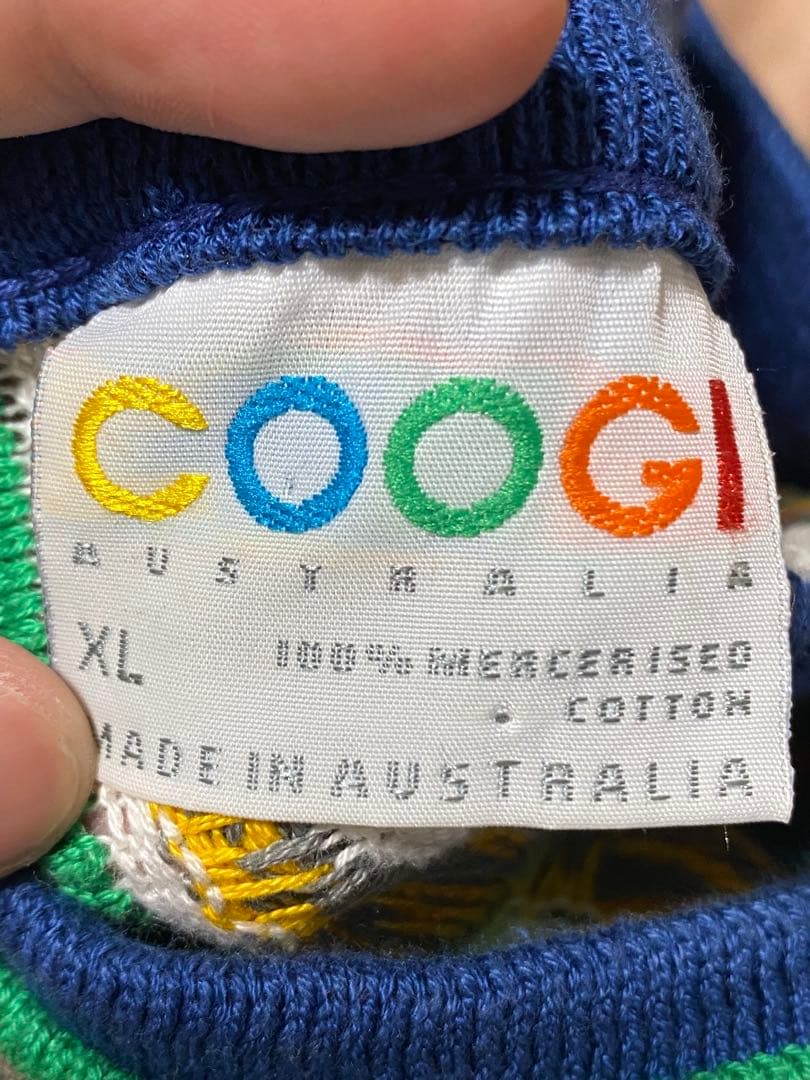 COOGI
AUSTRALIA
XL 100% MERCERISED
COTTON
MADE IN AUSTRALIA